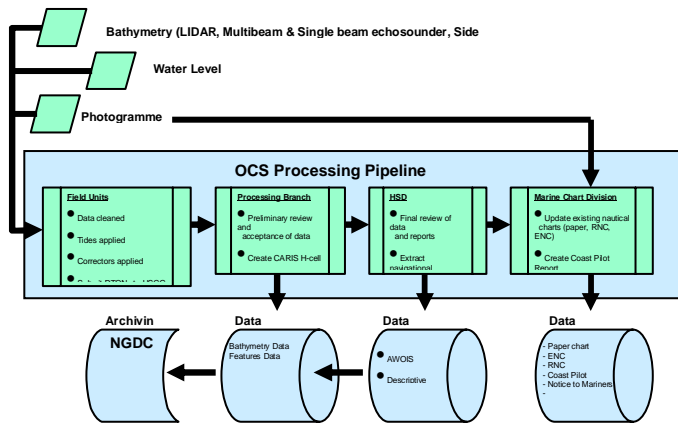 Bathymetry (LIDAR, Multibeam & Single beam echosounder, Side
Water Level
Photogramme
OCS Processing Pipeline
Field Units
● Data cleaned
● Tides applied
● Correctors applied
Processing Branch
● Preliminary review
and
acceptance of data
● Create CARIS H-cell
HSD
● Final review of
data
and reports
● Extract
navigational
Marine Chart Division
● Update existing nautical
charts (paper, RNC,
ENC)
● Create Coast Pilot
Report
Archivin
NGDC
Data
Bathymetry Data
Features Data
Data
● AWOIS
● Descriptive
Data
- Paper chart
- ENC
- RNC
- Coast Pilot
- Notice to Mariners
-